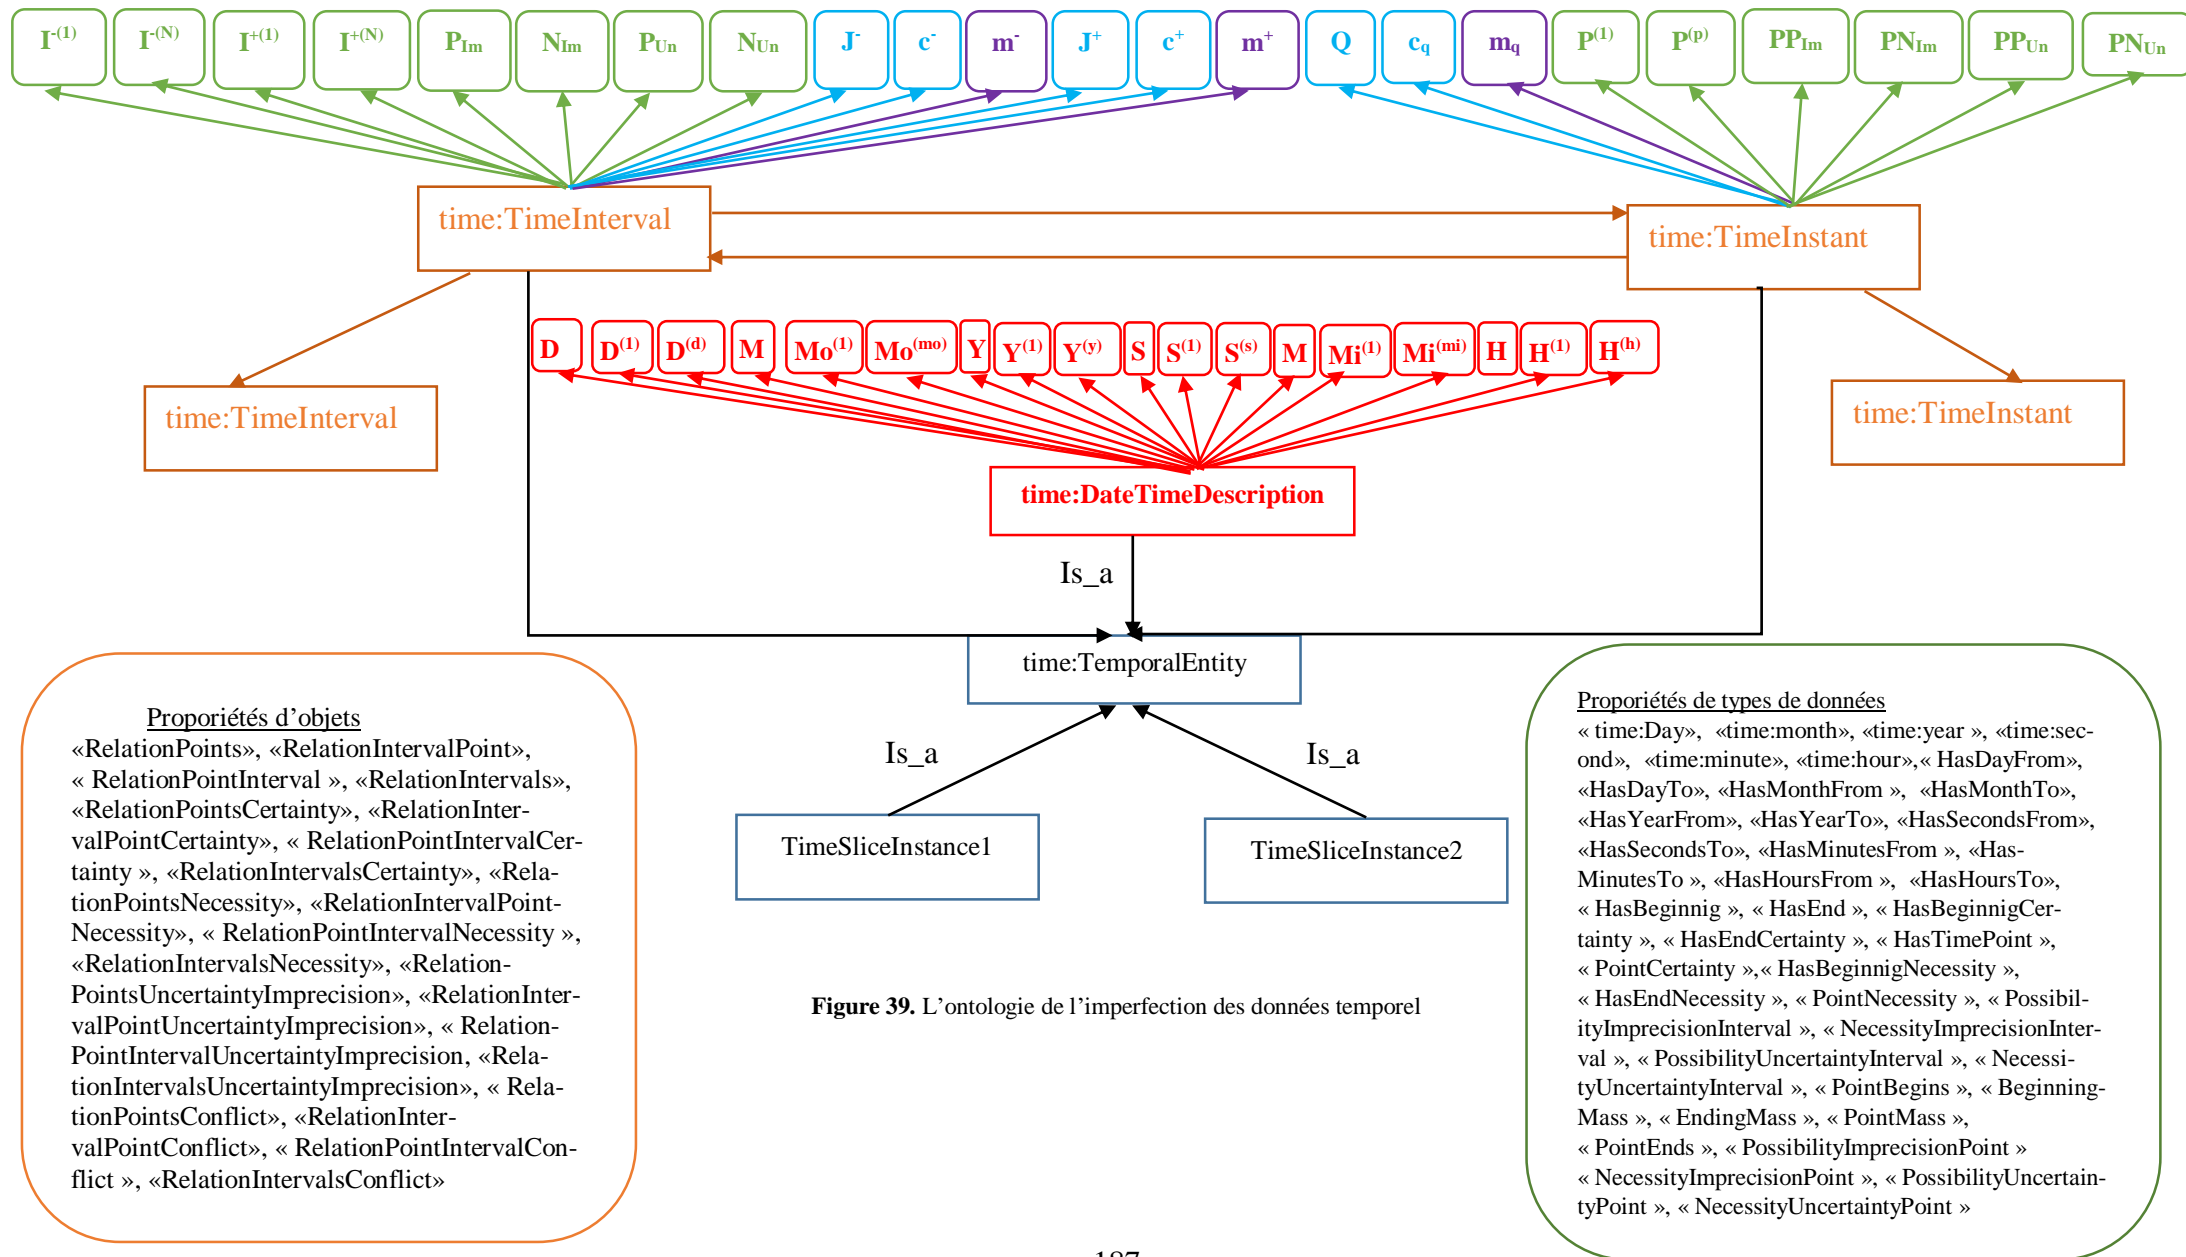 I-(1) I-(N) I+(1) I+(N) PIm NIm PUn NUn J- c- m- J+ c+ m+ Q cq mq P(1) P(p) PPIm PNIm PPUn PNUn
time:TimeInterval
time:TimeInstant
D D(1) D(d) M Mo(1) Mo(mo) Y Y(1) Y(y) S S(1) S(s) M Mi(1) Mi(mi) H H(1) H(h)
time:TimeInterval
time:TimeInstant
time:DateTimeDescription
Is_a
time:TemporalEntity
Is_a
Is_a
TimeSliceInstance1
TimeSliceInstance2
Proporiétés d’objets
«RelationPoints», «RelationIntervalPoint»,
« RelationPointInterval », «RelationIntervals»,
«RelationPointsCertainty», «RelationInter-
valPointCertainty», « RelationPointIntervalCer-
tainty », «RelationIntervalsCertainty», «Rela-
tionPointsNecessity», «RelationIntervalPoint-
Necessity», « RelationPointIntervalNecessity »,
«RelationIntervalsNecessity», «Relation-
PointsUncertaintyImprecision», «RelationInter-
valPointUncertaintyImprecision», « Relation-
PointIntervalUncertaintyImprecision, «Rela-
tionIntervalsUncertaintyImprecision», « Rela-
tionPointsConflict», «RelationInter-
valPointConflict», « RelationPointIntervalCon-
flict », «RelationIntervalsConflict»
Proporiétés de types de données
« time:Day», «time:month», «time:year », «time:sec-
ond», «time:minute», «time:hour»,« HasDayFrom»,
«HasDayTo», «HasMonthFrom », «HasMonthTo»,
«HasYearFrom», «HasYearTo», «HasSecondsFrom»,
«HasSecondsTo», «HasMinutesFrom », «Has-
MinutesTo », «HasHoursFrom », «HasHoursTo»,
« HasBeginnig », « HasEnd », « HasBeginnigCer-
tainty », « HasEndCertainty », « HasTimePoint »,
« PointCertainty »,« HasBeginnigNecessity »,
« HasEndNecessity », « PointNecessity », « Possibil-
ityImprecisionInterval », « NecessityImprecisionInter-
val », « PossibilityUncertaintyInterval », « Necessi-
tyUncertaintyInterval », « PointBegins », « Beginning-
Mass », « EndingMass », « PointMass »,
« PointEnds », « PossibilityImprecisionPoint »
« NecessityImprecisionPoint », « PossibilityUncertain-
tyPoint », « NecessityUncertaintyPoint »
Figure 39. L’ontologie de l’imperfection des données temporel
187